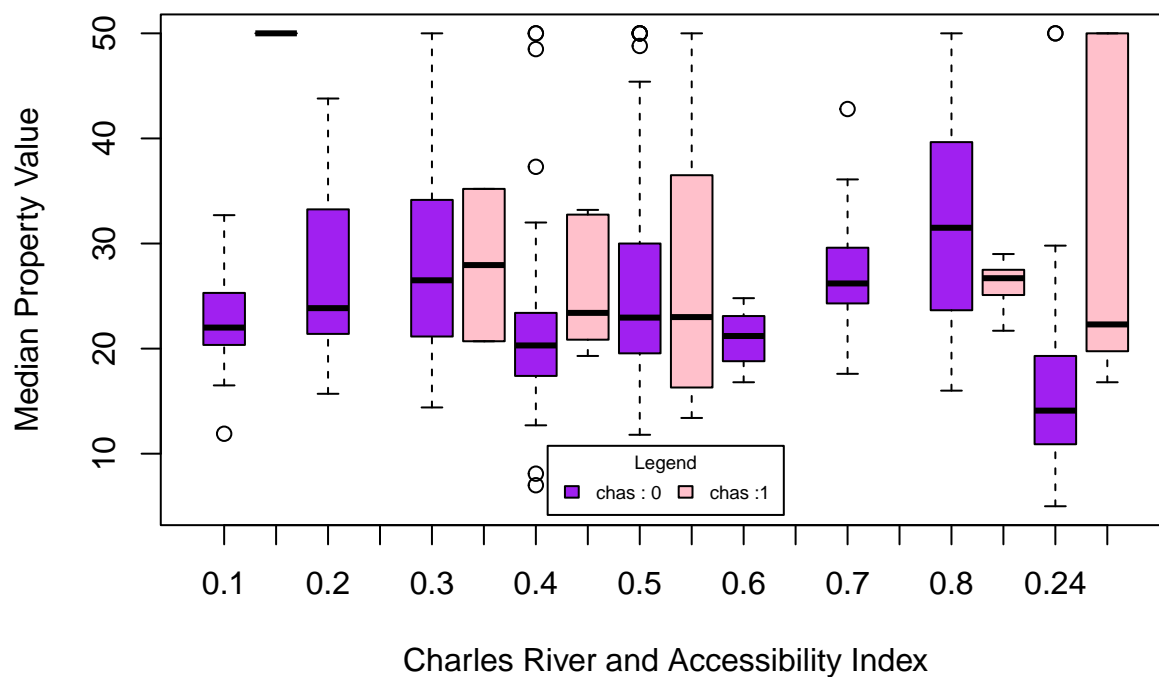 50
40
30
20
10
Median Property Value
Legend
chas : 0 chas :1
0.1 0.2 0.3 0.4 0.5 0.6 0.7 0.8 0.24
Charles River and Accessibility Index